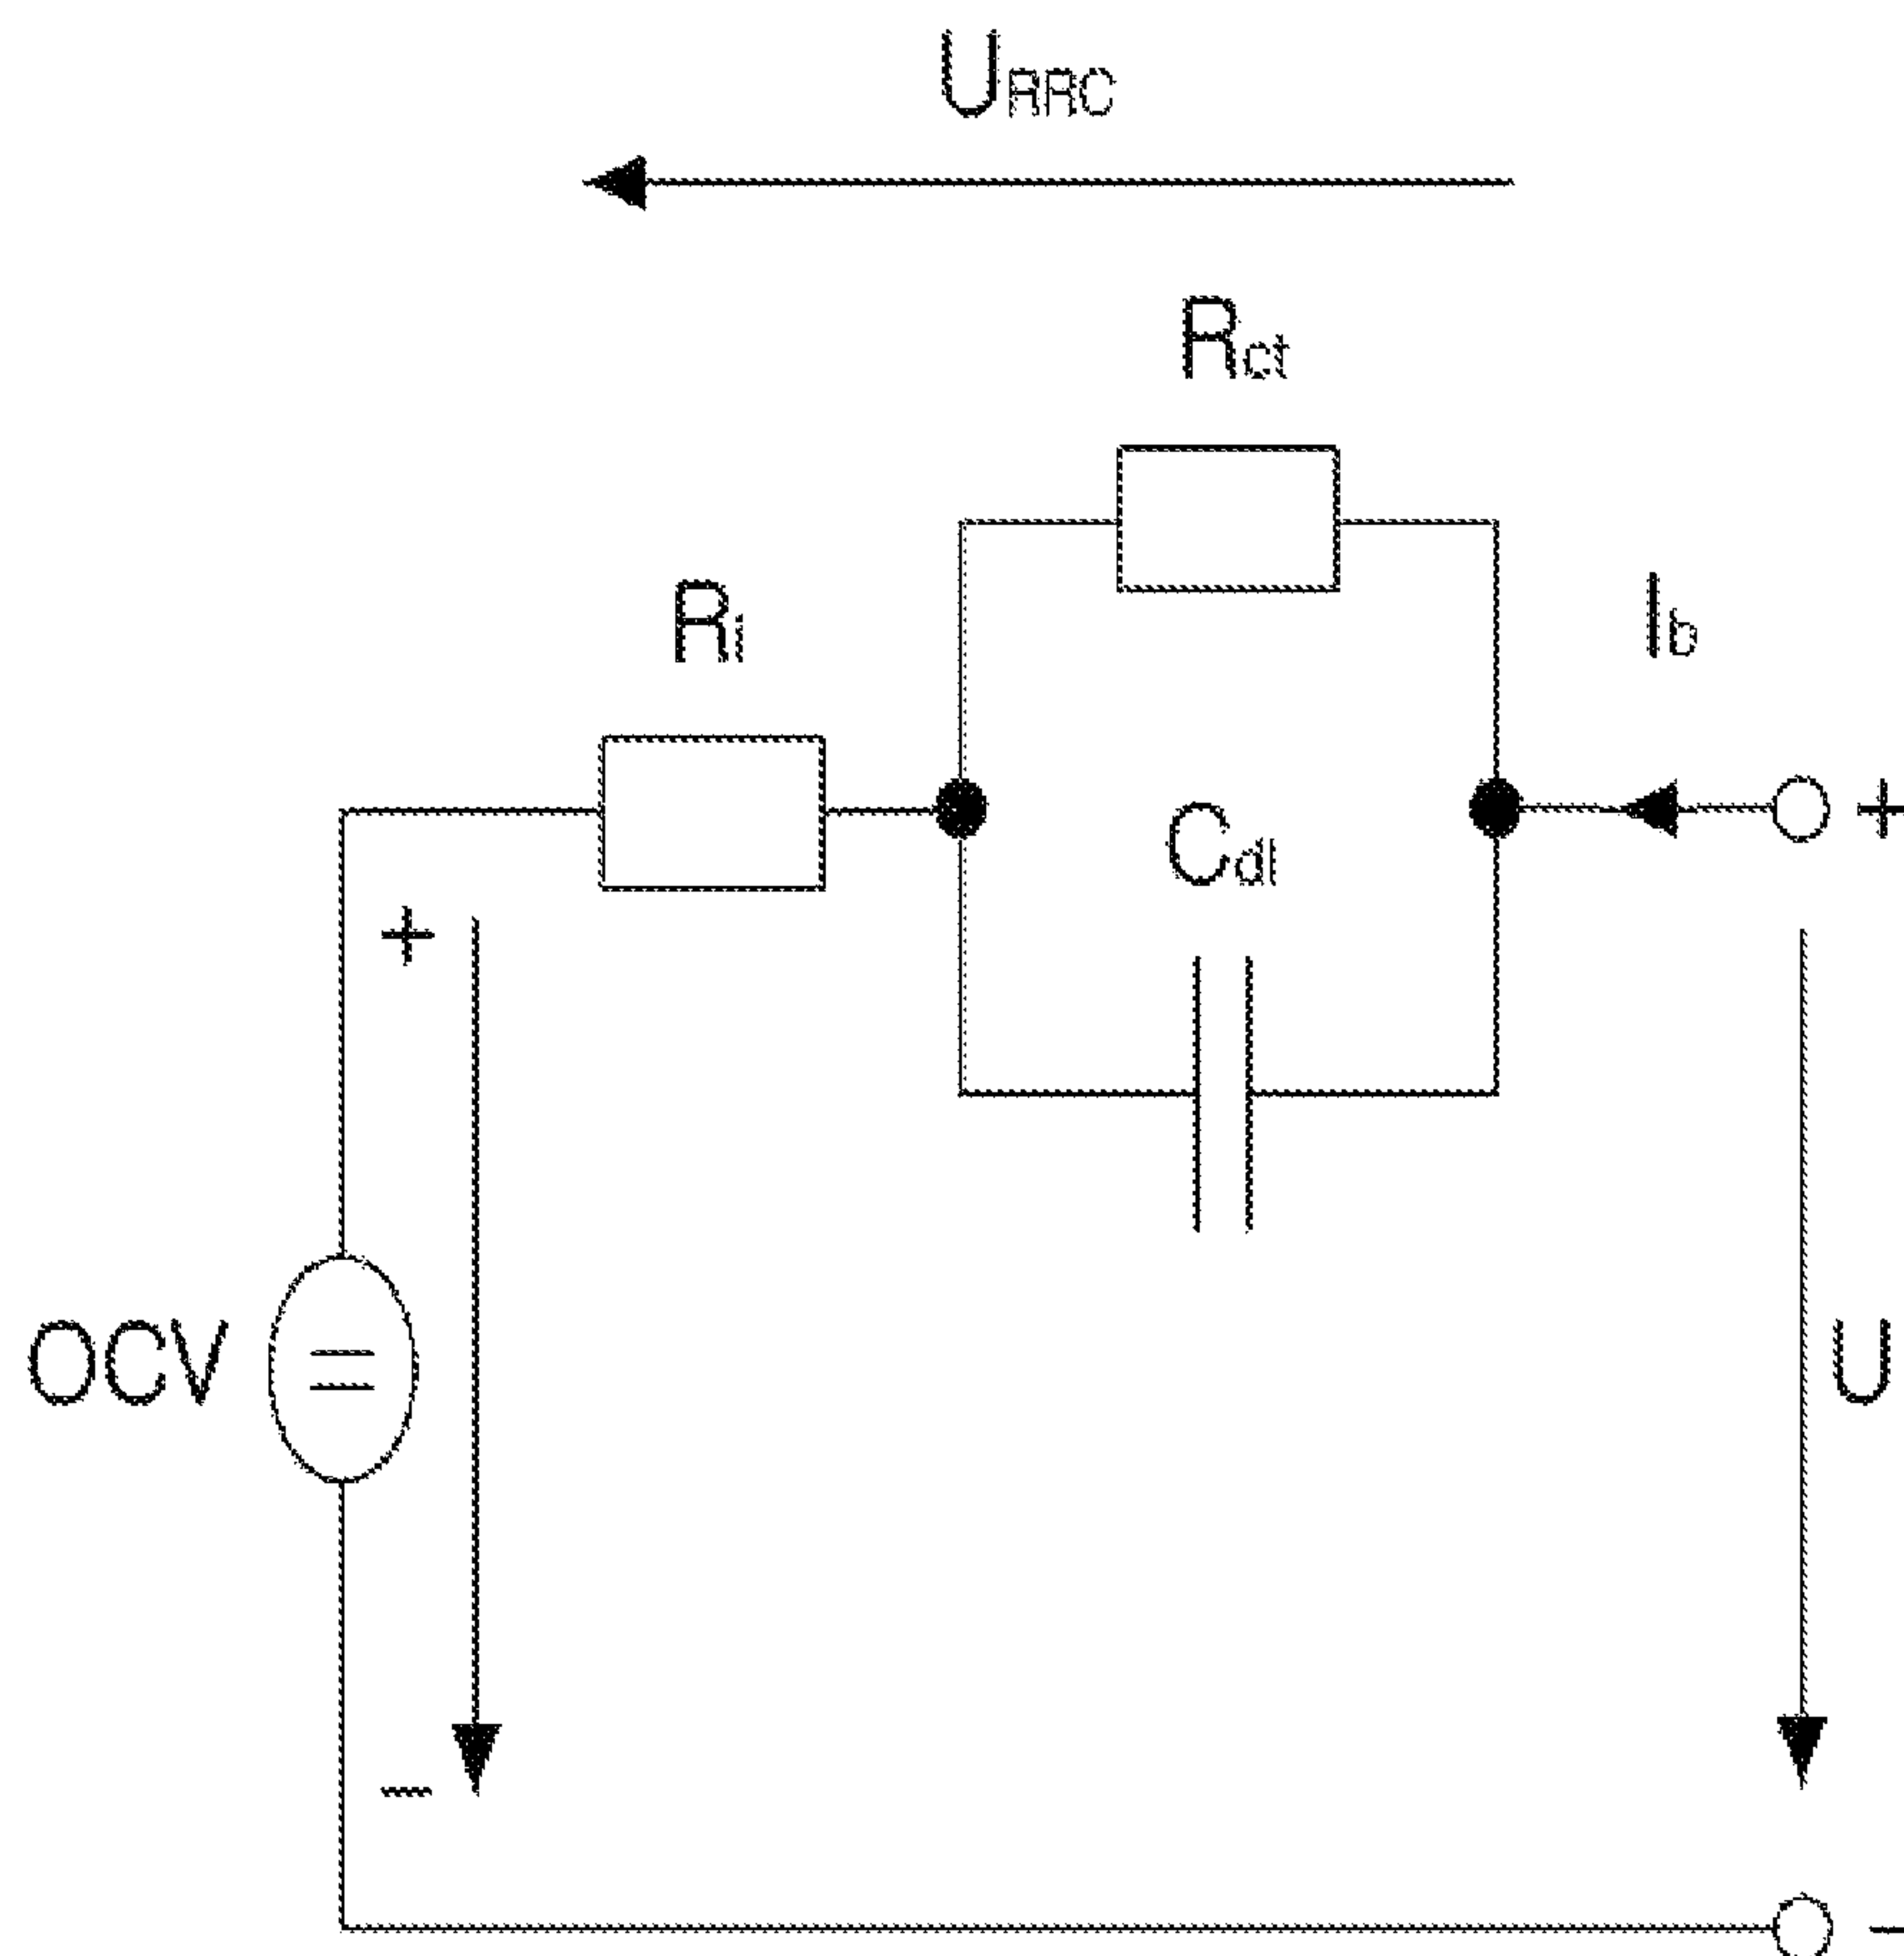 URRC
Rct
Ri
Ib
+
Cdl
+
OCV
=
U
−
−